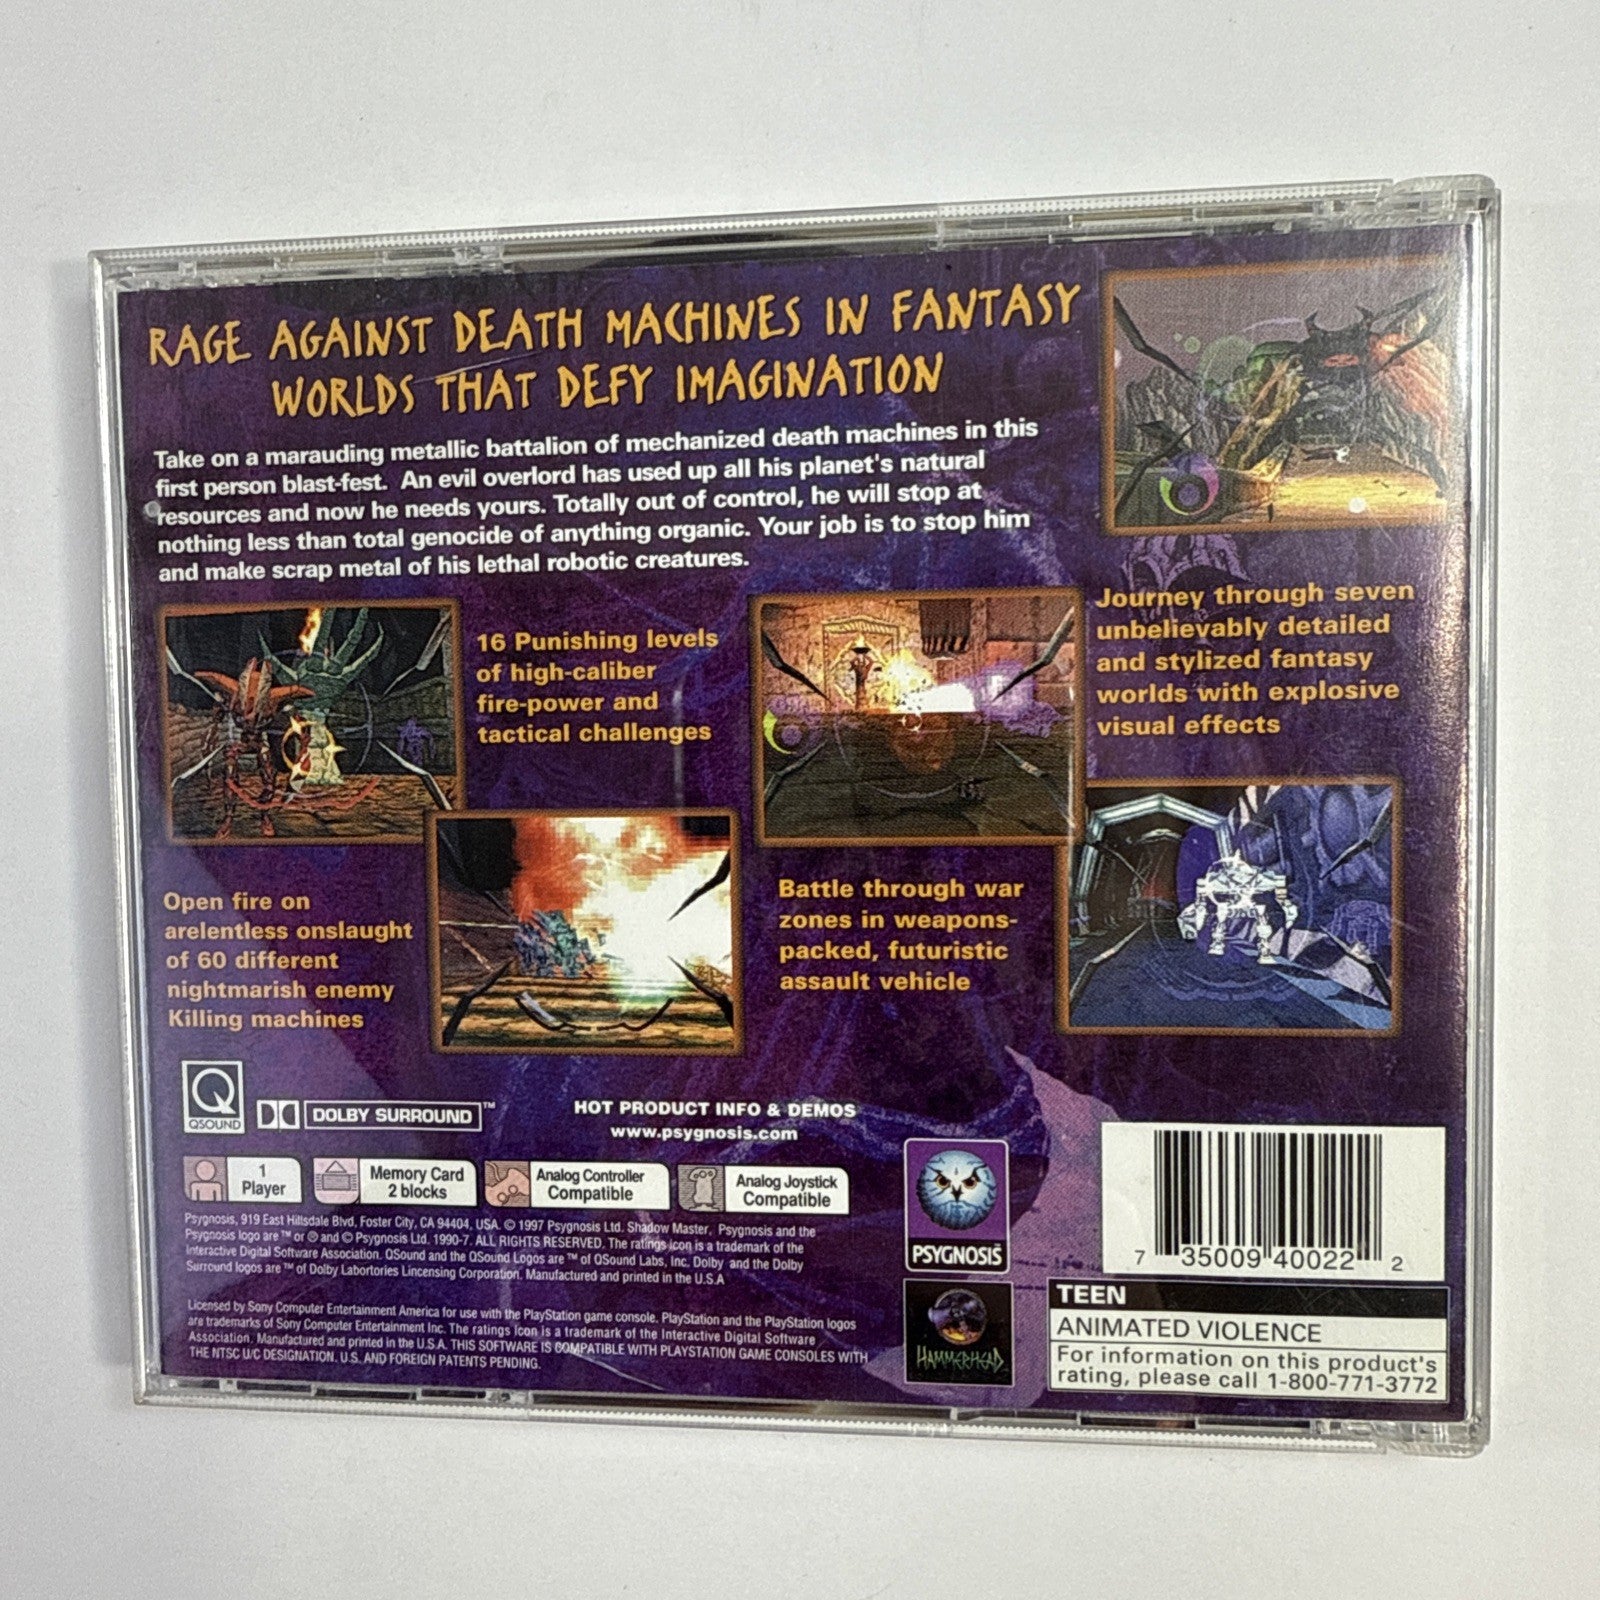 RAGE AGAINST DEATH MACHINES IN FANTASY
WORLDS THAT DEFY IMAGINATION
Take on a marauding metallic battalion of mechanized death machines in this
first person blast-fest. An evil overlord has used up all his planet's natural
resources and now he needs yours. Totally out of control, he will stop at
nothing less than total genocide of anything organic. Your job is to stop him
and make scrap metal of his lethal robotic creatures.
16 Punishing levels
of high-caliber
fire-power and
tactical challenges
Journey through seven
unbelievably detailed
and stylized fantasy
worlds with explosive
visual effects
Open fire on
arelentless onslaught
of 60 different
nightmarish enemy
Killing machines
Battle through war
zones in weapons-
packed, futuristic
assault vehicle
Q
QSOUND
DOLBY SURROUND™
HOT PRODUCT INFO & DEMOS
www.psygnosis.com
1
Player
Memory Card
2 blocks
Analog Controller
Compatible
Analog Joystick
Compatible
Psygnosis, 919 East Hillsdale Blvd, Foster City, CA 94404, USA. © 1997 Psygnosis Ltd. Shadow Master, Psygnosis and the
Psygnosis logo are ™ or ® and © Psygnosis Ltd. 1990-7. ALL RIGHTS RESERVED. The ratings icon is a trademark of the
Interactive Digital Software Association. QSound and the QSound Logos are ™ of QSound Labs, Inc. Dolby and the Dolby
Surround logos are ™ of Dolby Labortories Lincensing Corporation. Manufactured and printed in the U.S.A
Licensed by Sony Computer Entertainment America for use with the PlayStation game console. PlayStation and the PlayStation logos
are trademarks of Sony Computer Entertainment Inc. The ratings icon is a trademark of the Interactive Digital Software
Association. Manufactured and printed in the U.S.A. THIS SOFTWARE IS COMPATIBLE WITH PLAYSTATION GAME CONSOLES WITH
THE NTSC U/C DESIGNATION. U.S. AND FOREIGN PATENTS PENDING.
PSYGNOSIS
HAMMERHEAD
7 35009 40022 2
TEEN
ANIMATED VIOLENCE
For information on this product's
rating, please call 1-800-771-3772